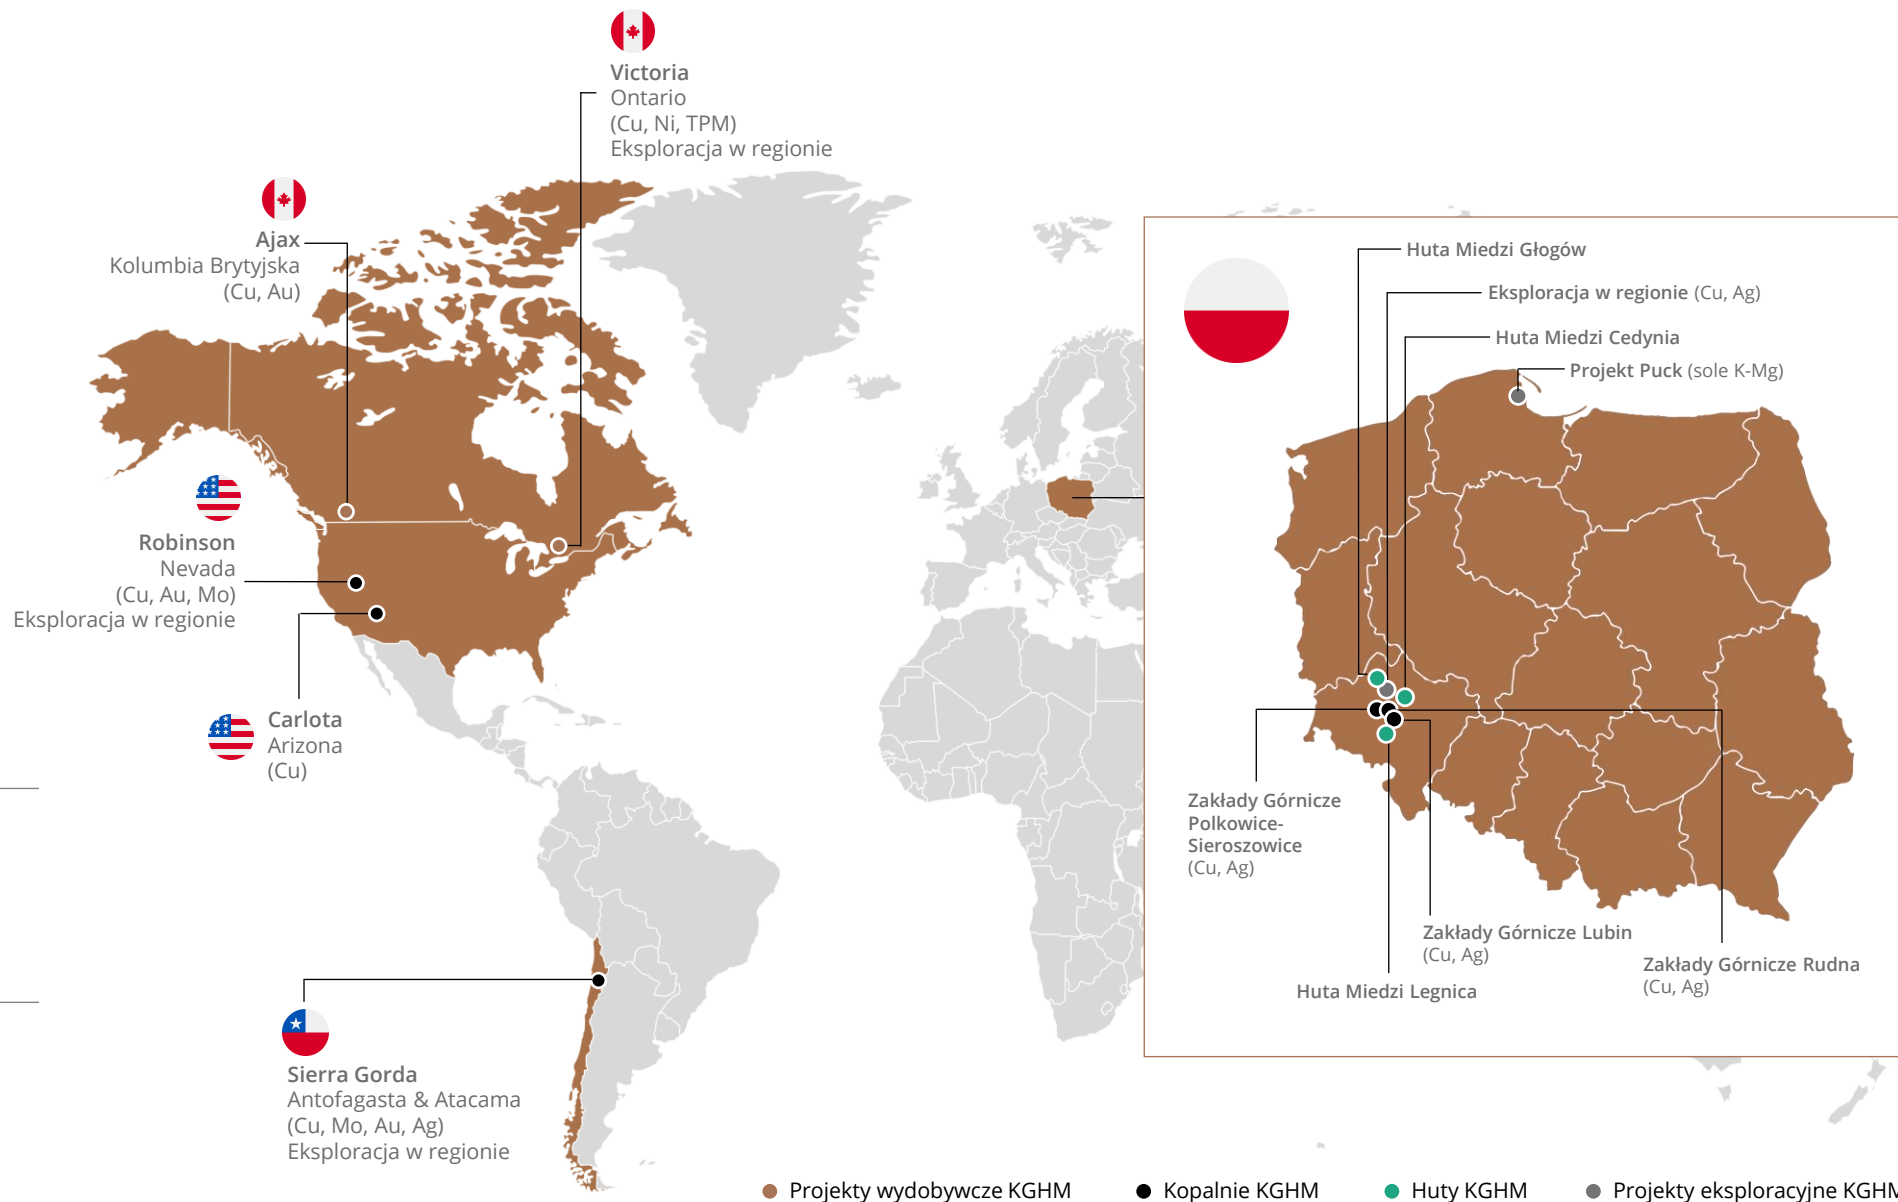 Victoria
Ontario
(Cu, Ni, TPM)
Eksploracja w regionie
Ajax
Kolumbia Brytyjska
(Cu, Au)
Robinson
Nevada
(Cu, Au, Mo)
Eksploracja w regionie
Carlota
Arizona
(Cu)
Sierra Gorda
Antofagasta & Atacama
(Cu, Mo, Au, Ag)
Eksploracja w regionie
Huta Miedzi Głogów
Eksploracja w regionie (Cu, Ag)
Huta Miedzi Cedynia
Projekt Puck (sole K-Mg)
Zakłady Górnicze
Polkowice-
Sieroszowice
(Cu, Ag)
Zakłady Górnicze Lubin
(Cu, Ag)
Zakłady Górnicze Rudna
(Cu, Ag)
Huta Miedzi Legnica
Projekty wydobywcze KGHM
Kopalnie KGHM
Huty KGHM
Projekty eksploracyjne KGHM